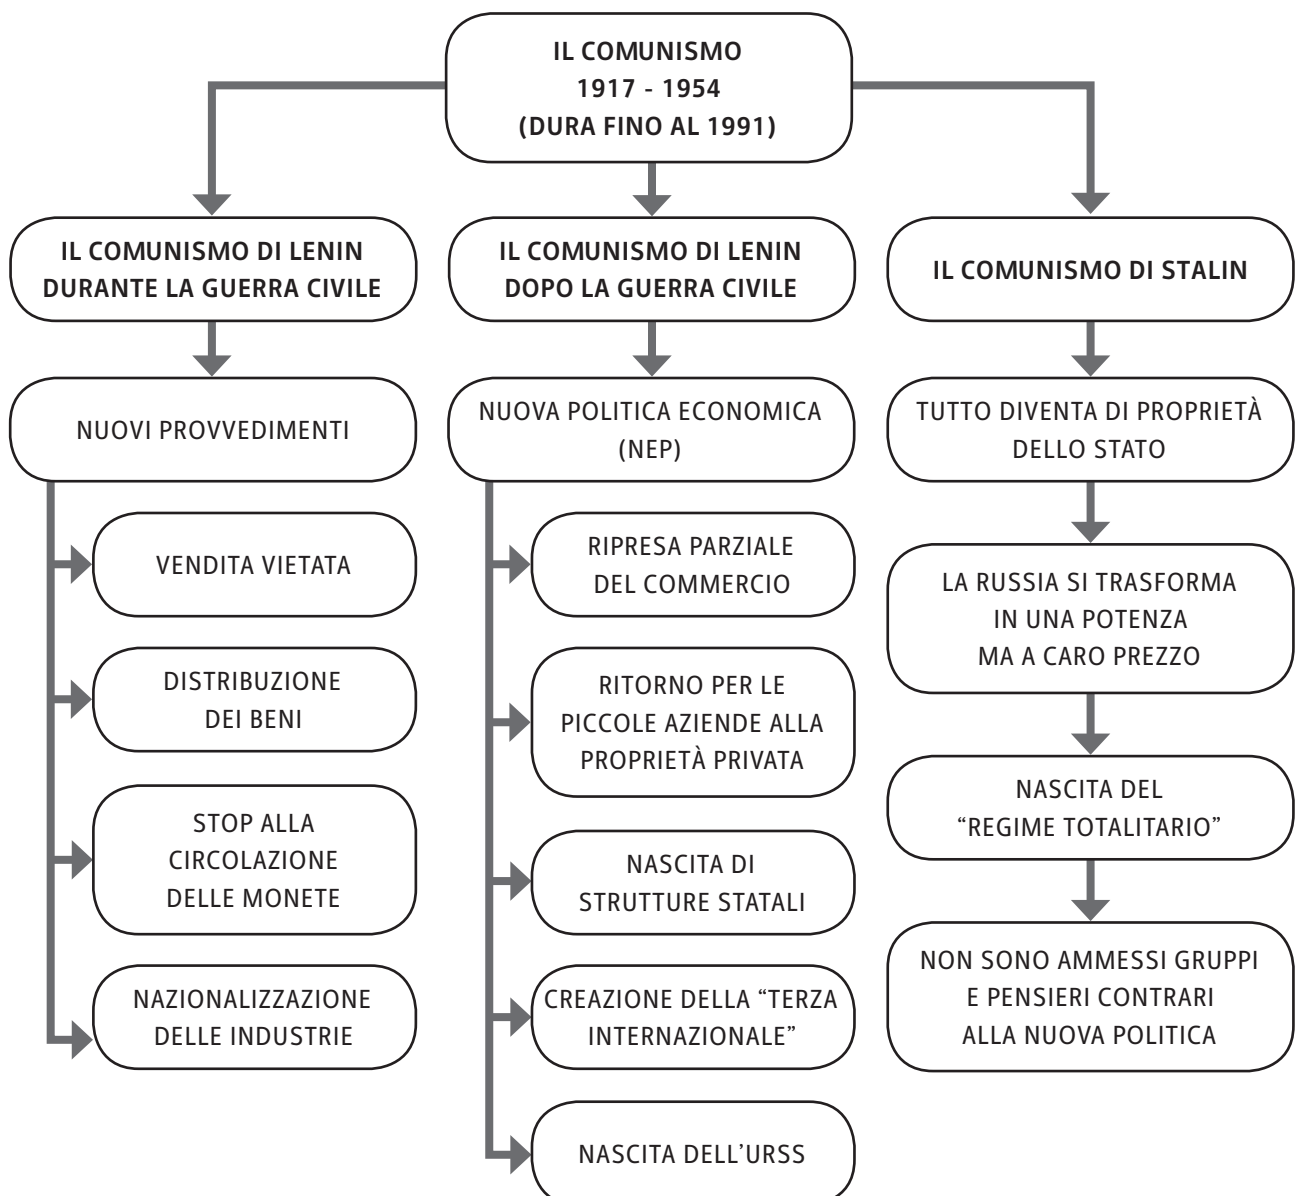 IL COMUNISMO
1917 - 1954
(DURA FINO AL 1991)
IL COMUNISMO DI LENIN
DURANTE LA GUERRA CIVILE
NUOVI PROVVEDIMENTI
VENDITA VIETATA
DISTRIBUZIONE
DEI BENI
STOP ALLA
CIRCOLAZIONE
DELLE MONETE
NAZIONALIZZAZIONE
DELLE INDUSTRIE
IL COMUNISMO DI LENIN
DOPO LA GUERRA CIVILE
NUOVA POLITICA ECONOMICA
(NEP)
RIPRESA PARZIALE
DEL COMMERCIO
RITORNO PER LE
PICCOLE AZIENDE ALLA
PROPRIETÀ PRIVATA
NASCITA DI
STRUTTURE STATALI
CREAZIONE DELLA “TERZA
INTERNAZIONALE”
NASCITA DELL’URSS
IL COMUNISMO DI STALIN
TUTTO DIVENTA DI PROPRIETÀ
DELLO STATO
LA RUSSIA SI TRASFORMA
IN UNA POTENZA
MA A CARO PREZZO
NASCITA DEL
“REGIME TOTALITARIO”
NON SONO AMMESSI GRUPPI
E PENSIERI CONTRARI
ALLA NUOVA POLITICA